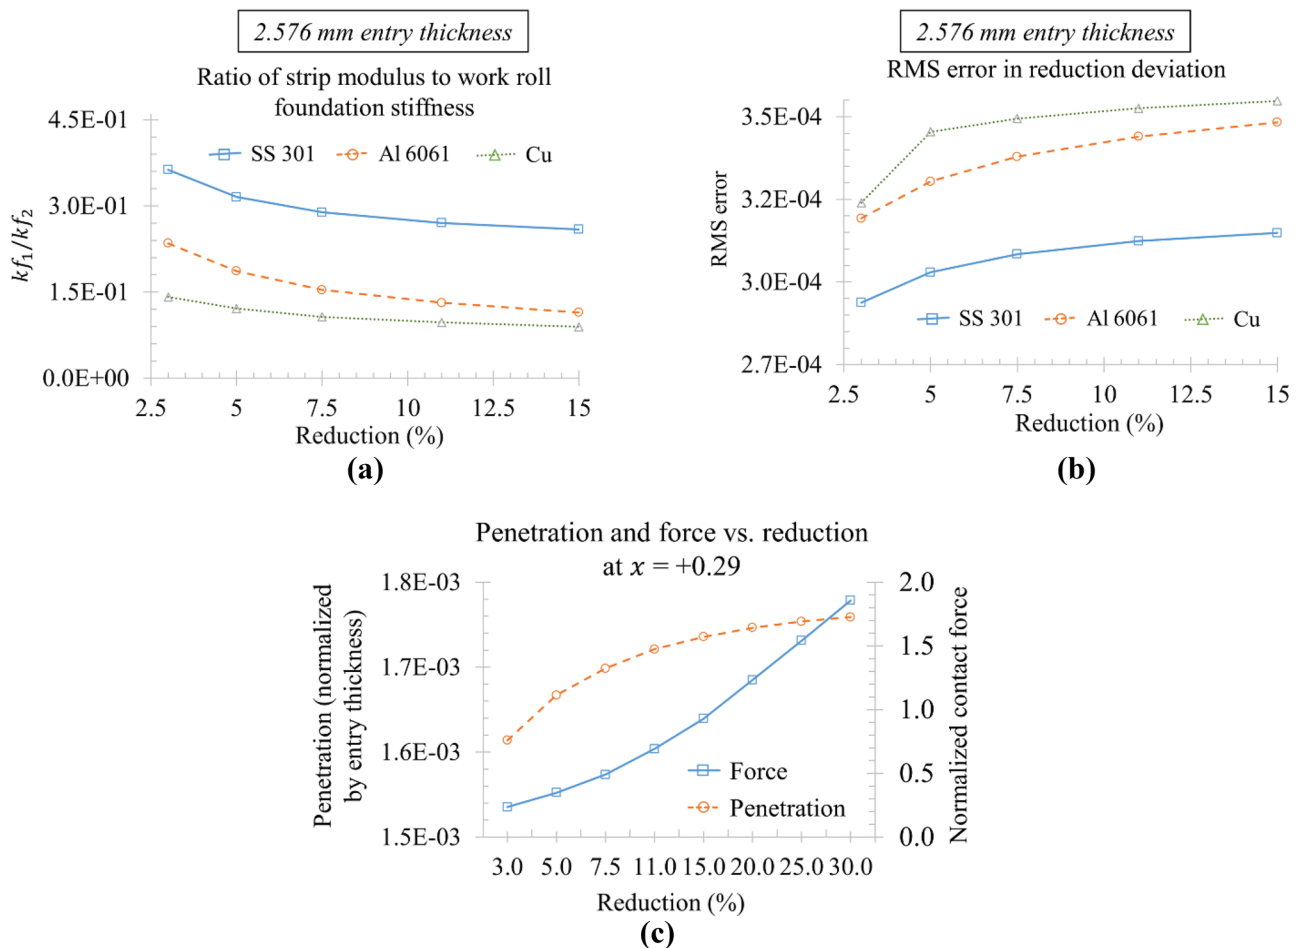 2.576 mm entry thickness
Ratio of strip modulus to work roll
foundation stiffness
4.5E-01
3.0E-01
1.5E-01
0.0E+00
kf₁/kf₂
SS 301
Al 6061
Cu
2.5
5
7.5
10
12.5
15
Reduction (%)
(a)
2.576 mm entry thickness
RMS error in reduction deviation
3.5E-04
3.2E-04
3.0E-04
2.7E-04
RMS error
SS 301
Al 6061
Cu
2.5
5
7.5
10
12.5
15
Reduction (%)
(b)
Penetration and force vs. reduction
at x = +0.29
1.8E-03
1.7E-03
1.6E-03
1.5E-03
Penetration (normalized
by entry thickness)
2.0
1.5
1.0
0.5
0.0
Normalized contact force
Force
Penetration
3.0
5.0
7.5
11.0
15.0
20.0
25.0
30.0
Reduction (%)
(c)